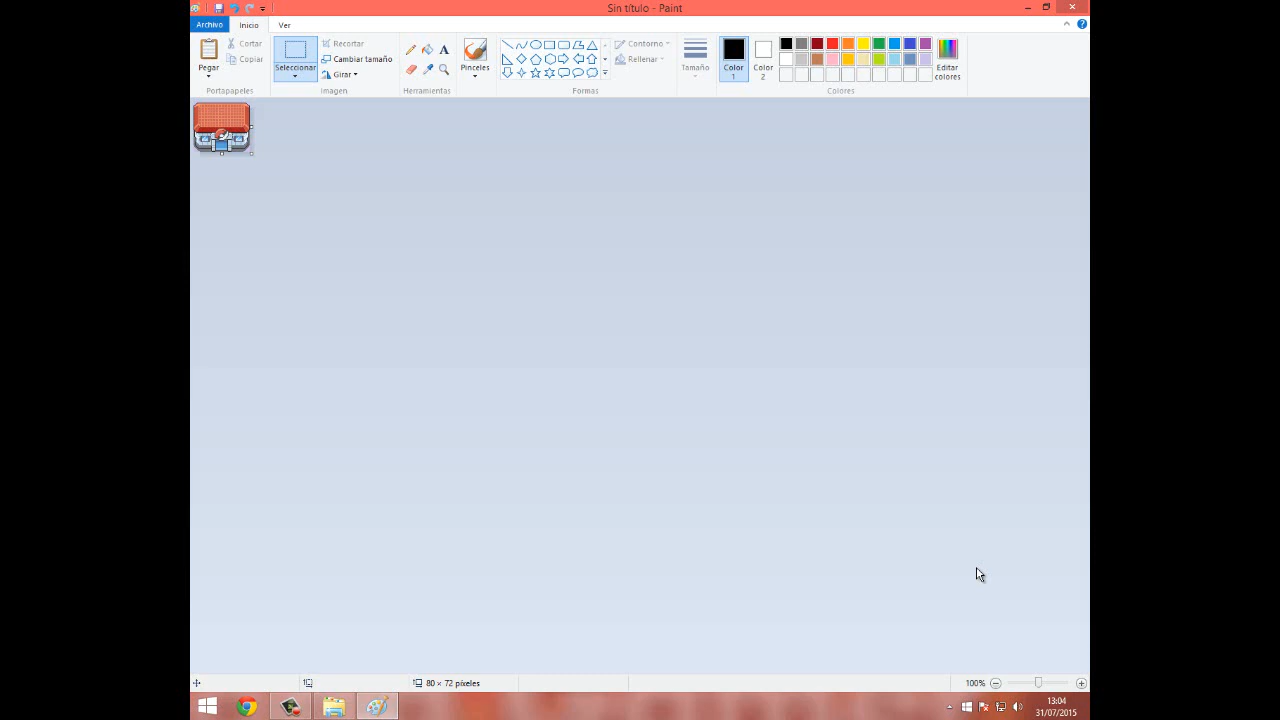 Sin título - Paint
Archivo Inicio Ver
Pegar
Cortar
Copiar
Portapapeles
Seleccionar
Recortar
Cambiar tamaño
Girar
Imagen
A
Herramientas
Pinceles
Contorno
Rellenar
Formas
Tamaño
Color 1
Color 2
Editar colores
Colores
80 × 72 píxeles
100%
13:04
31/07/2015